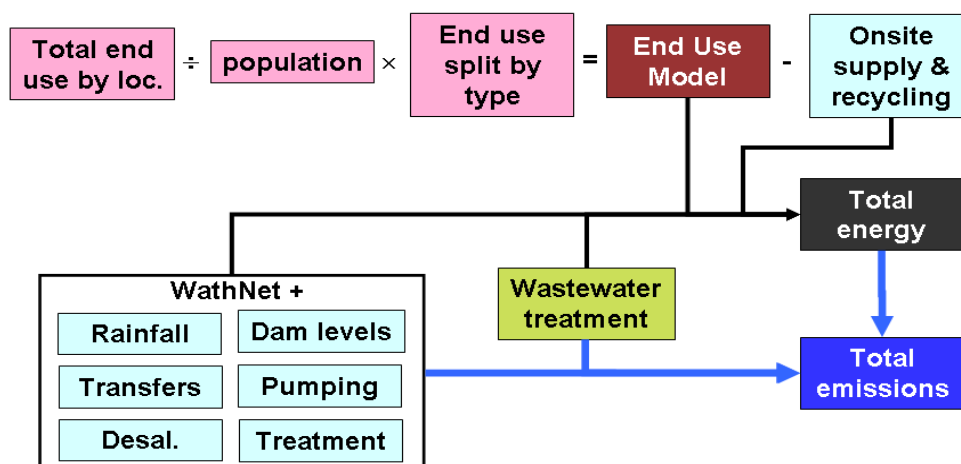 Total end
use by loc.
÷
population
×
End use
split by
type
=
End Use
Model
-
Onsite
supply &
recycling
Total
energy
WathNet +
Rainfall
Dam levels
Transfers
Pumping
Desal.
Treatment
Wastewater
treatment
Total
emissions